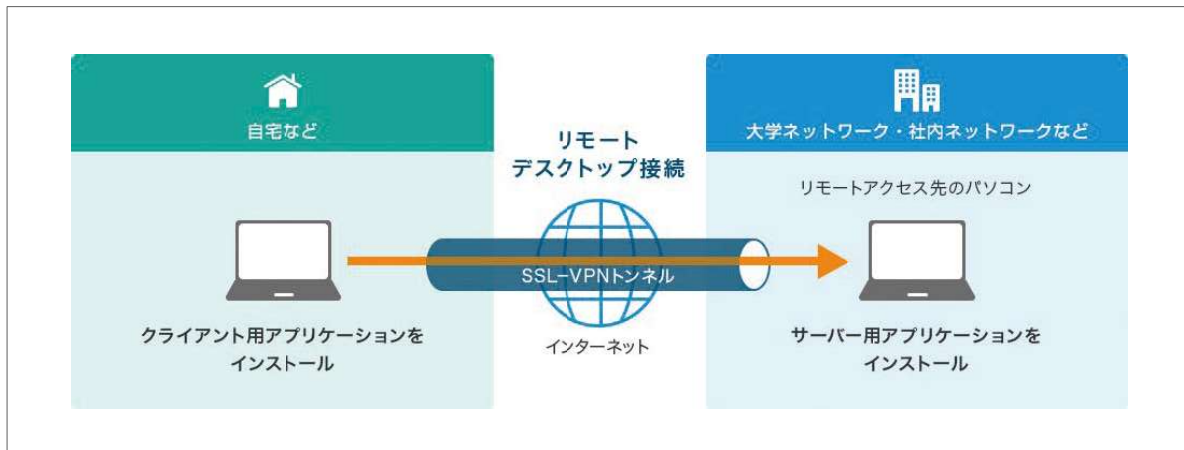 自宅など
リモート
デスクトップ接続
大学ネットワーク・社内ネットワークなど
リモートアクセス先のパソコン
SSL-VPNトンネル
クライアント用アプリケーションを
インストール
インターネット
サーバー用アプリケーションを
インストール